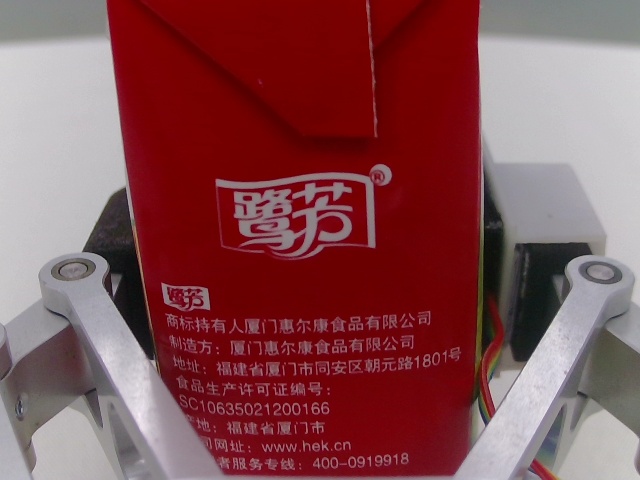 鹭芳®
鹭芳
商标持有人厦门惠尔康食品有限公司
制造方：厦门惠尔康食品有限公司
地址：福建省厦门市同安区朝元路1801号
食品生产许可证编号：
SC10635021200166
地：福建省厦门市
司网址：www.hek.cn
者服务专线：400-0919918